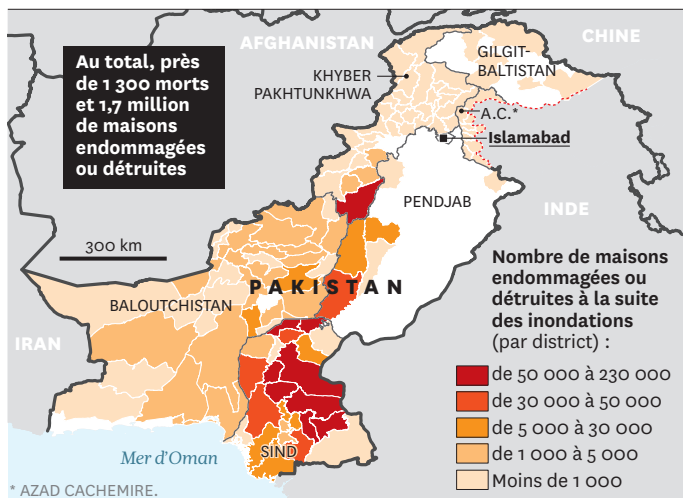 Au total, près
de 1 300 morts
et 1,7 million
de maisons
endommagées
ou détruites
AFGHANISTAN
CHINE
GILGIT-
BALTISTAN
KHYBER
PAKHTUNKHWA
A.C.*
Islamabad
PENDJAB
INDE
300 km
PAKISTAN
BALOUTCHISTAN
IRAN
SIND
Mer d'Oman
* AZAD CACHEMIRE.
Nombre de maisons
endommagées ou
détruites à la suite
des inondations
(par district) :
de 50 000 à 230 000
de 30 000 à 50 000
de 5 000 à 30 000
de 1 000 à 5 000
Moins de 1 000